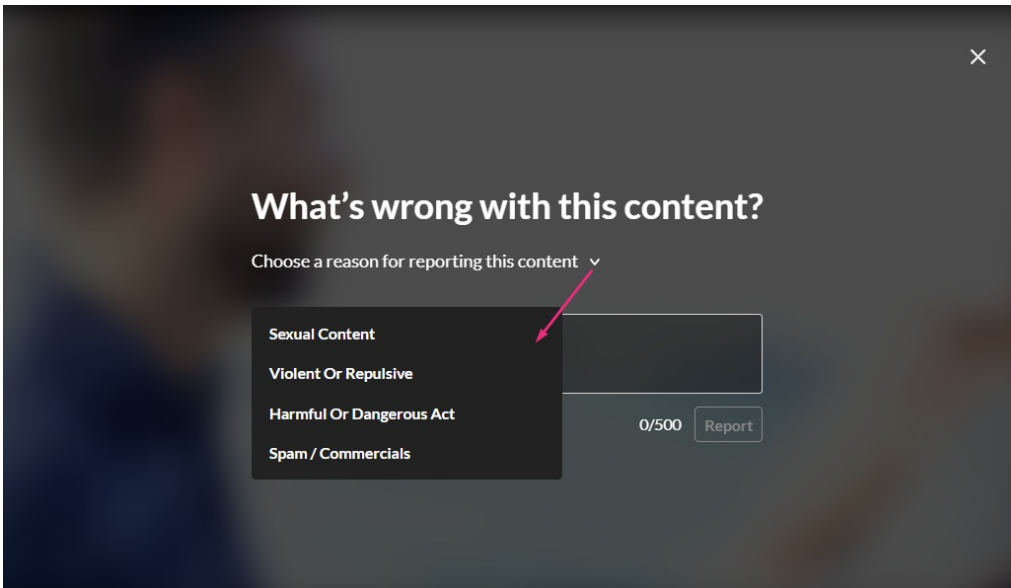 What’s wrong with this content?
Choose a reason for reporting this content
Sexual Content
Violent Or Repulsive
Harmful Or Dangerous Act
Spam / Commercials
0/500 Report